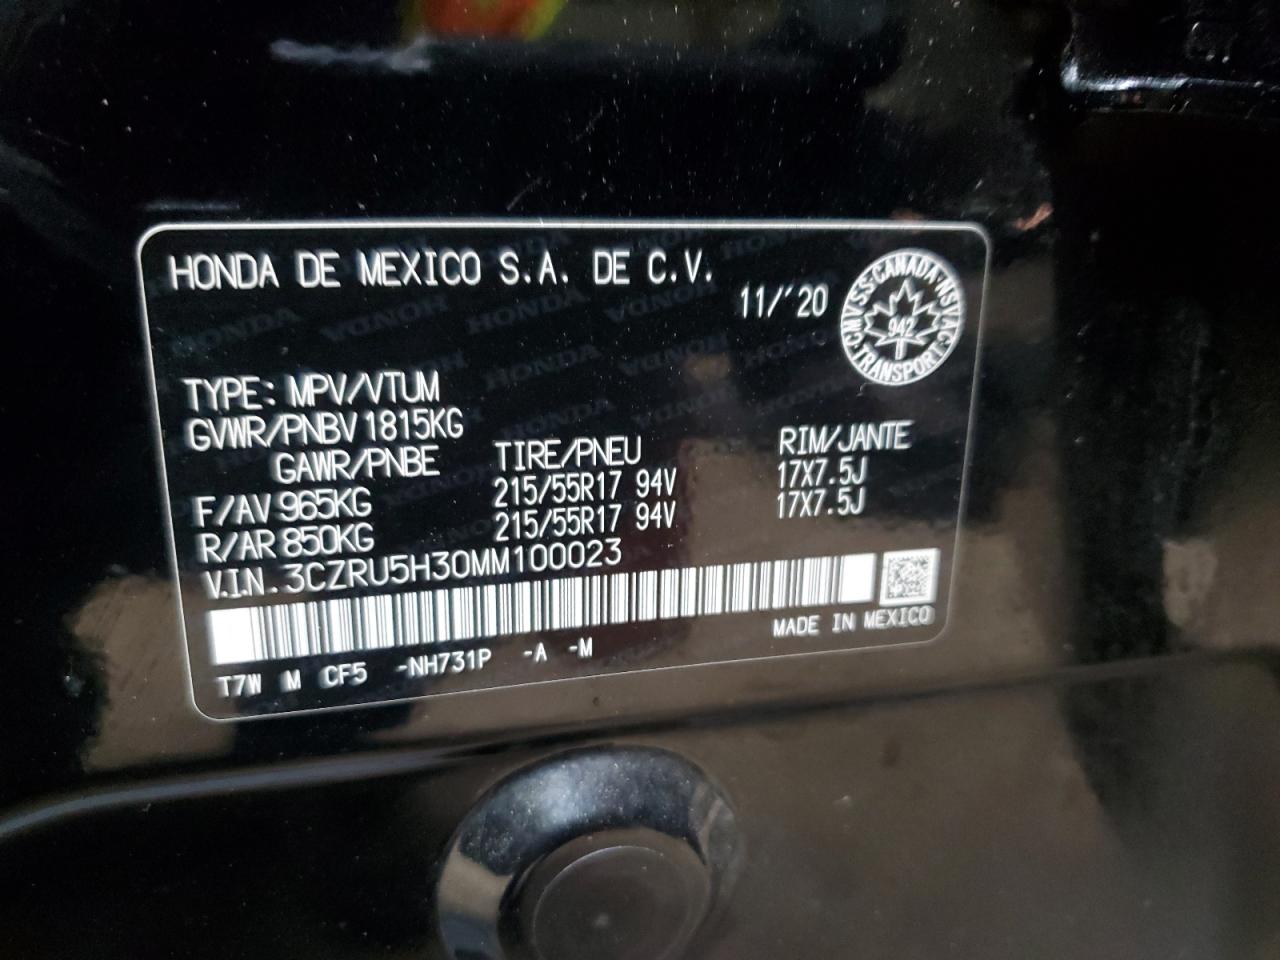 HONDA DE MEXICO S.A. DE C.V.
11/'20
CMVSS·CANADA·NSVAC·TRANSPORT·
942
TYPE: MPV/VTUM
GVWR/PNBV 1815KG
GAWR/PNBE TIRE/PNEU RIM/JANTE
F/AV 965KG 215/55R17 94V 17X7.5J
R/AR 850KG 215/55R17 94V 17X7.5J
V.I.N. 3CZRU5H30MM100023
MADE IN MEXICO
T7W M CF5 -NH731P -A -M